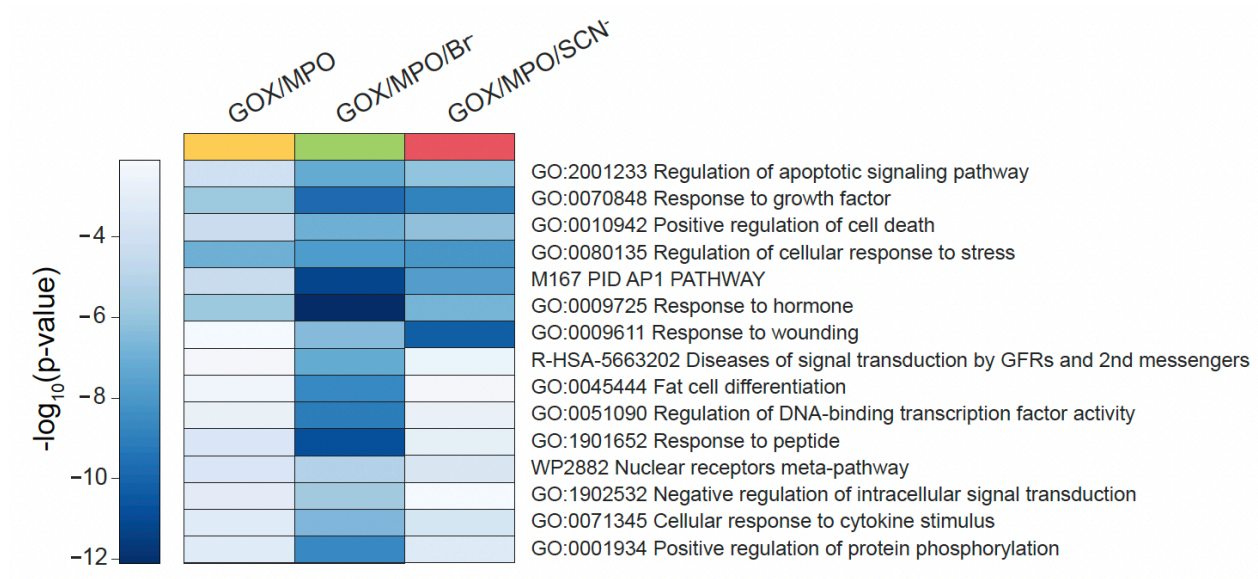 GOX/MPO
GOX/MPO/Br⁻
GOX/MPO/SCN⁻
GO:2001233 Regulation of apoptotic signaling pathway
GO:0070848 Response to growth factor
GO:0010942 Positive regulation of cell death
GO:0080135 Regulation of cellular response to stress
M167 PID AP1 PATHWAY
GO:0009725 Response to hormone
GO:0009611 Response to wounding
R-HSA-5663202 Diseases of signal transduction by GFRs and 2nd messengers
GO:0045444 Fat cell differentiation
GO:0051090 Regulation of DNA-binding transcription factor activity
GO:1901652 Response to peptide
WP2882 Nuclear receptors meta-pathway
GO:1902532 Negative regulation of intracellular signal transduction
GO:0071345 Cellular response to cytokine stimulus
GO:0001934 Positive regulation of protein phosphorylation
-log₁₀(p-value)
−4
−6
−8
−10
−12